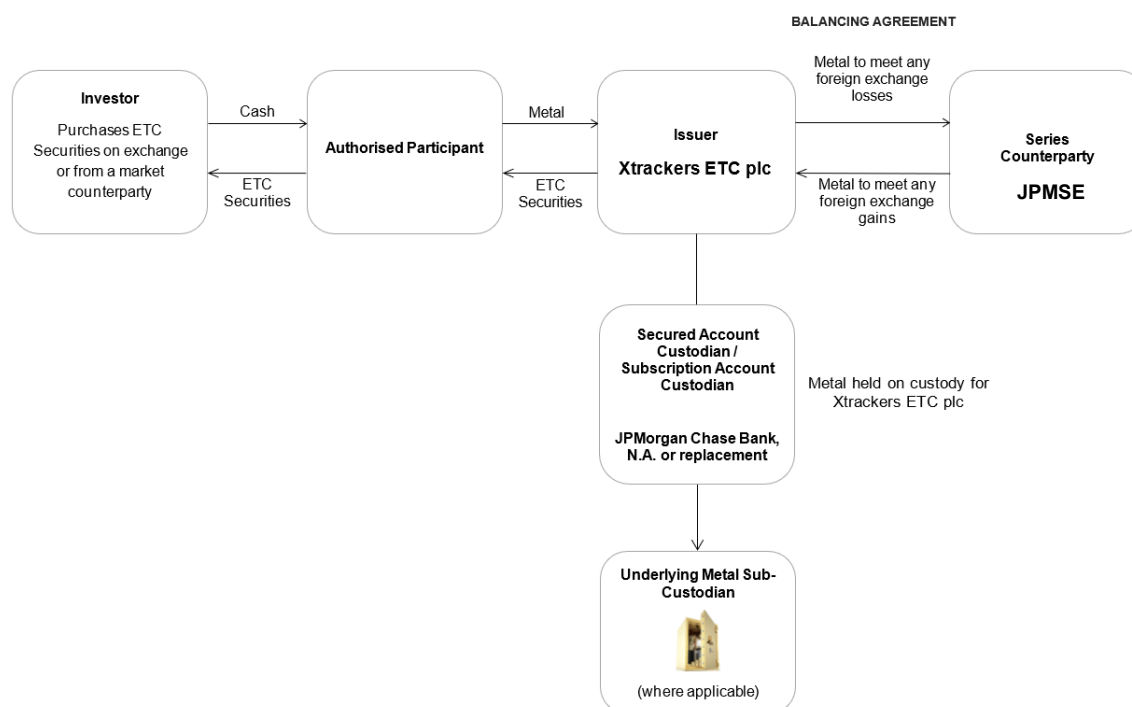 BALANCING AGREEMENT
Investor
Purchases ETC
Securities on exchange
or from a market
counterparty
Cash
ETC
Securities
Authorised Participant
Metal
ETC
Securities
Issuer
Xtrackers ETC plc
Metal to meet any
foreign exchange
losses
Metal to meet any
foreign exchange
gains
Series
Counterparty
JPMSE
Secured Account
Custodian /
Subscription Account
Custodian
JPMorgan Chase Bank,
N.A. or replacement
Metal held on custody for
Xtrackers ETC plc
Underlying Metal Sub-
Custodian
(where applicable)